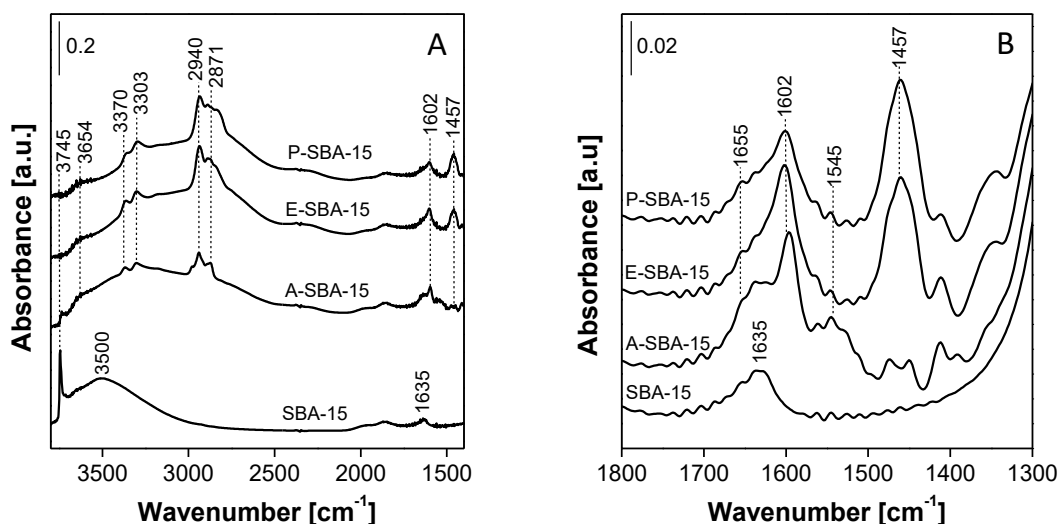 0.2
A
3745
3654
3370
3303
2940
2871
1602
1457
P-SBA-15
E-SBA-15
A-SBA-15
3500
SBA-15
1635
Absorbance [a.u.]
3500 3000 2500 2000 1500
Wavenumber [cm⁻¹]
0.02
B
1655
1602
1545
1457
P-SBA-15
E-SBA-15
A-SBA-15
1635
SBA-15
Absorbance [a.u]
1800 1700 1600 1500 1400 1300
Wavenumber [cm⁻¹]